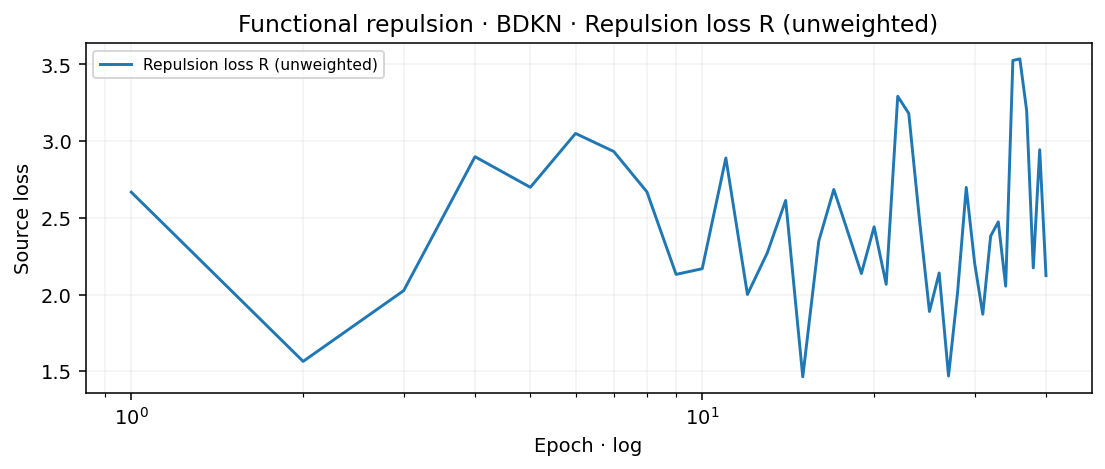 Functional repulsion · BDKN · Repulsion loss R (unweighted)
Repulsion loss R (unweighted)
Source loss
3.5
3.0
2.5
2.0
1.5
10⁰
10¹
Epoch · log